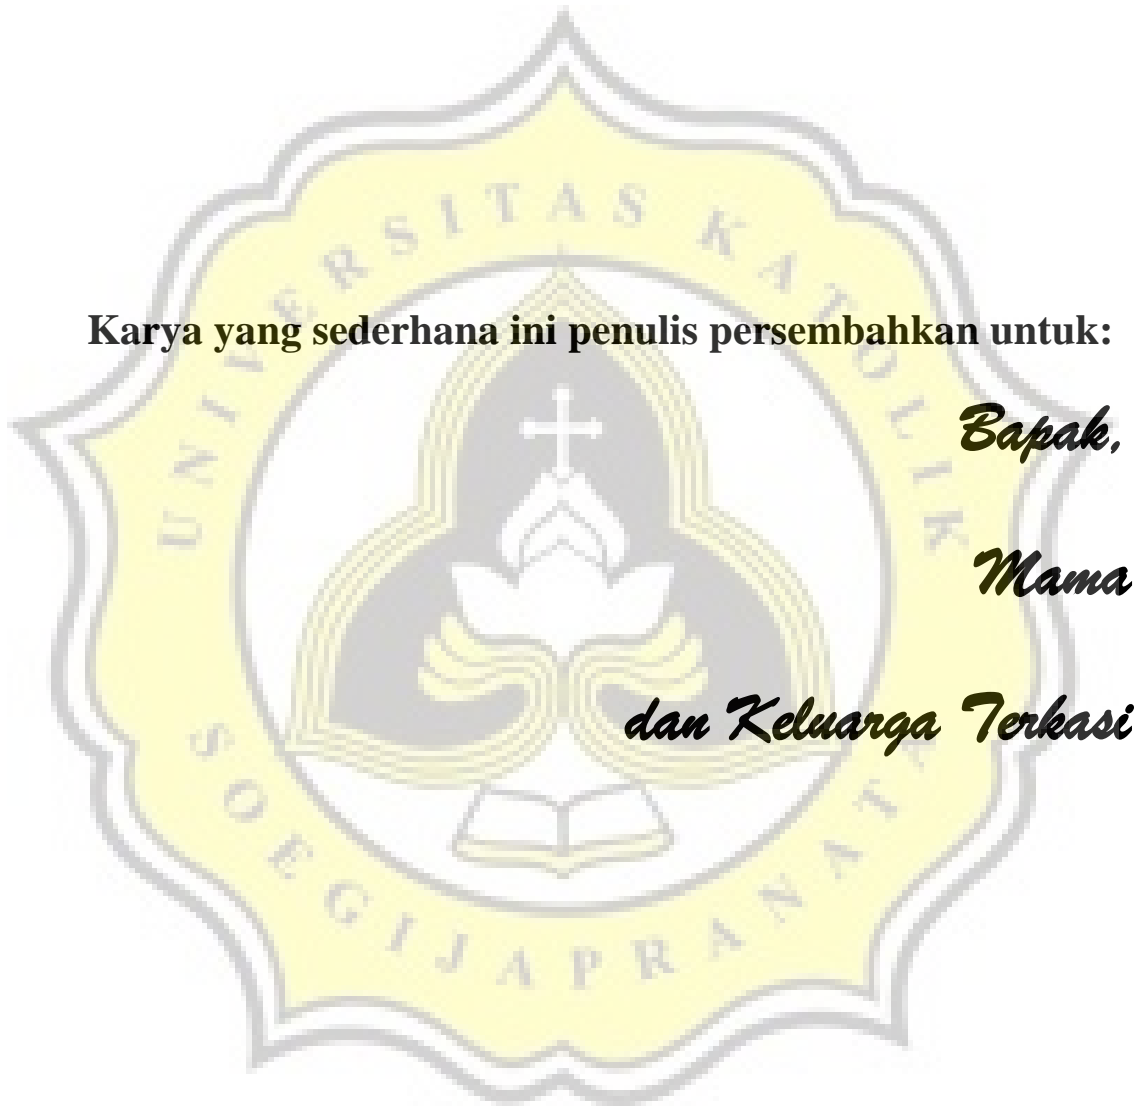 UNIVERSITAS KATOLIK
Karya yang sederhana ini penulis persembahkan untuk:
Bapak,
Mama
dan Keluarga Terkasi
SOEGIJAPRANATA